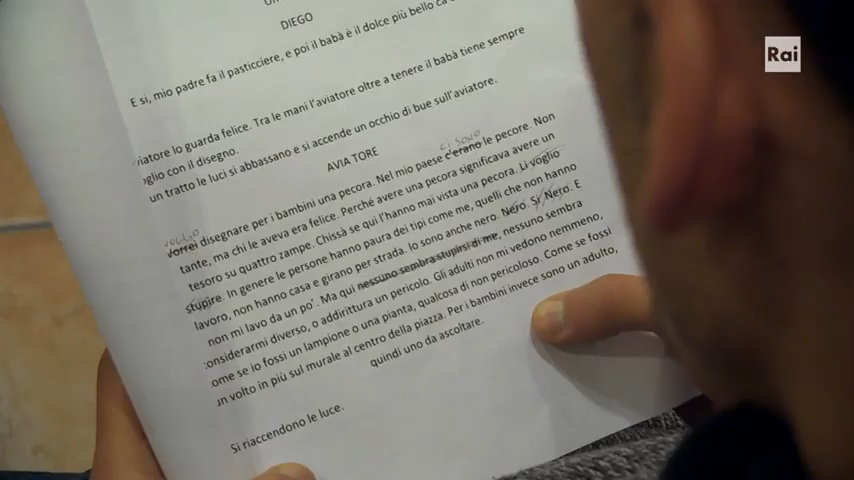 DIEGO
E si, mio padre fa il pasticciere, e poi il babà è il dolce più bello ca
iatore lo guarda felice. Tra le mani l'aviatore oltre a tenere il babà tiene sempre
oglio con il disegno.
un tratto le luci si abbassano e si accende un occhio di bue sull'aviatore.
AVIATORE
ci sono
voglio
Vorrei disegnare per i bambini una pecora. Nel mio paese c'erano le pecore. Non
tante, ma chi le aveva era felice. Perché avere una pecora significava avere un
tesoro su quattro zampe. Chissà se qui l'hanno mai vista una pecora. Li voglio
stupire. In genere le persone hanno paura dei tipi come me, quelli che non hanno
lavoro, non hanno casa e girano per strada. Io sono anche nero. Nero. Si, Nero. E
non mi lavo da un po'. Ma qui nessuno sembra stupirsi di me, nessuno sembra
considerarmi diverso, o addirittura un pericolo. Gli adulti non mi vedono nemmeno,
ome se io fossi un lampione o una pianta, qualcosa di non pericoloso. Come se fossi
un volto in più sul murale al centro della piazza. Per i bambini invece sono un adulto,
quindi uno da ascoltare.
Si riaccendono le luce.
Rai